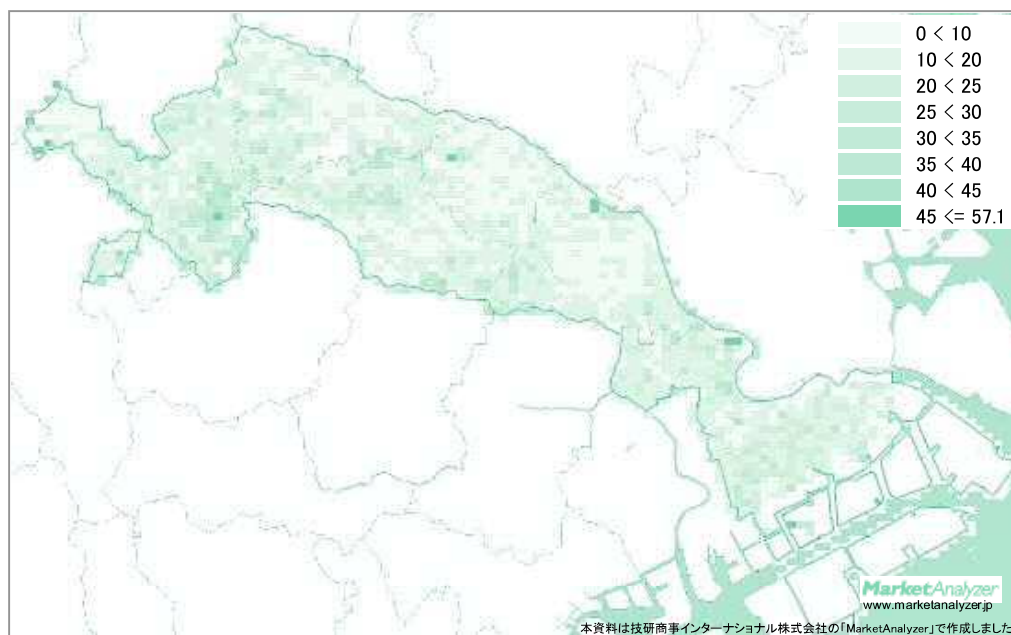 0 < 10
10 < 20
20 < 25
25 < 30
30 < 35
35 < 40
40 < 45
45 <= 57.1
MarketAnalyzer
www.marketanalyzer.jp
本資料は技研商事インターナショナル株式会社の「MarketAnalyzer」で作成しました